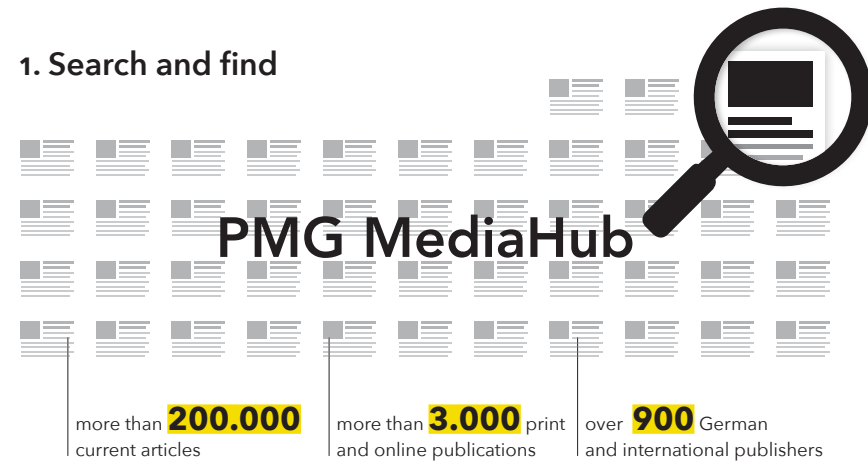 1. Search and find
PMG MediaHub
more than 200.000
current articles
more than 3.000 print
and online publications
over 900 German
and international publishers